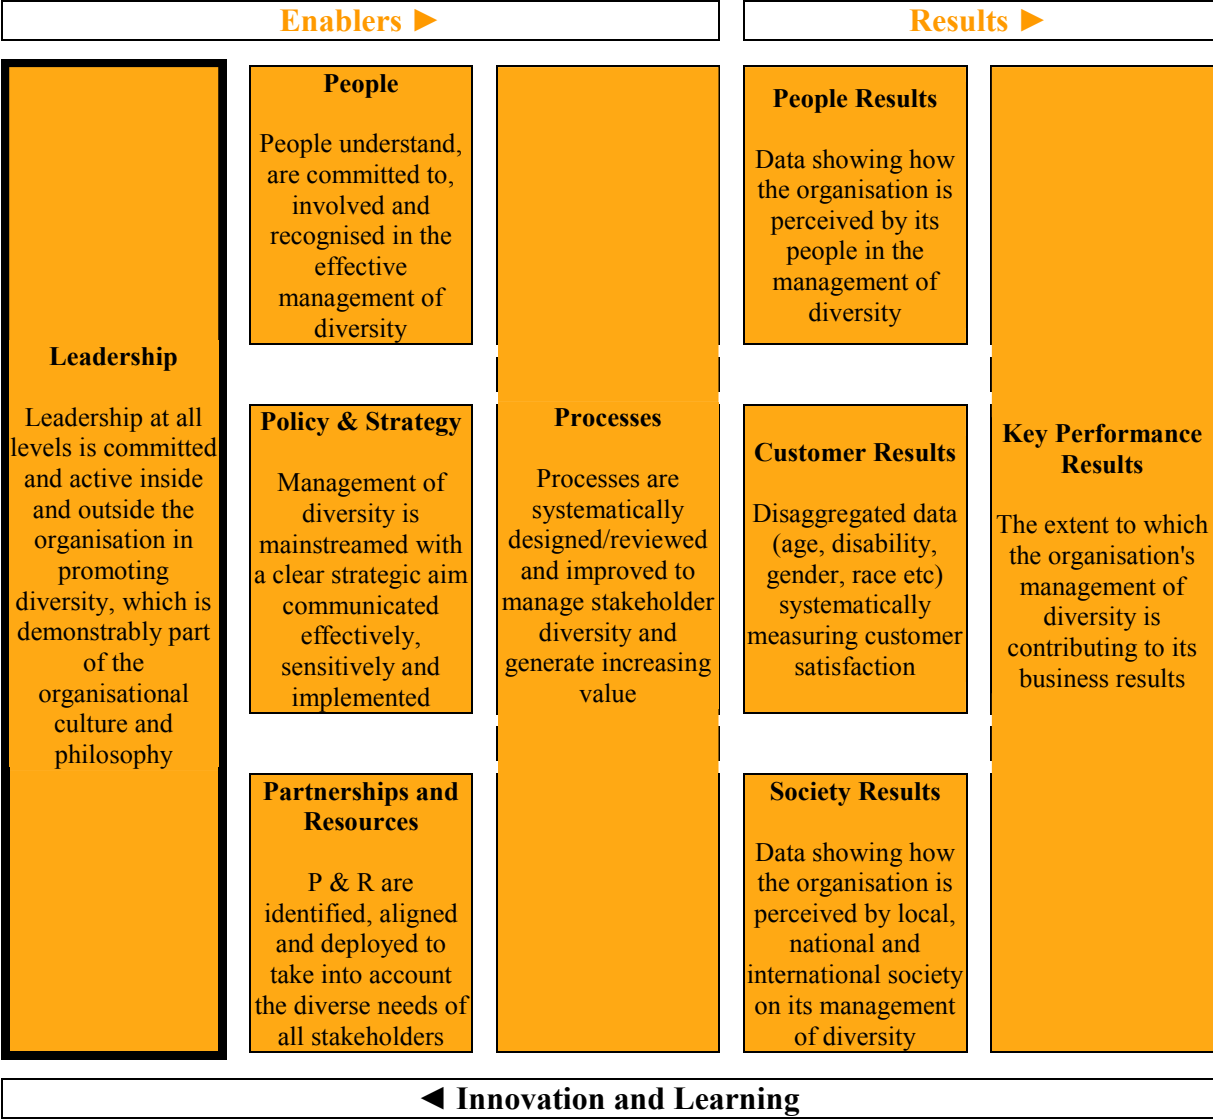 Enablers ►
Results ►
Leadership
Leadership at all
levels is committed
and active inside
and outside the
organisation in
promoting
diversity, which is
demonstrably part
of the
organisational
culture and
philosophy
People
People understand,
are committed to,
involved and
recognised in the
effective
management of
diversity
Policy & Strategy
Management of
diversity is
mainstreamed with
a clear strategic aim
communicated
effectively,
sensitively and
implemented
Partnerships and
Resources
P & R are
identified, aligned
and deployed to
take into account
the diverse needs of
all stakeholders
Processes
Processes are
systematically
designed/reviewed
and improved to
manage stakeholder
diversity and
generate increasing
value
People Results
Data showing how
the organisation is
perceived by its
people in the
management of
diversity
Customer Results
Disaggregated data
(age, disability,
gender, race etc)
systematically
measuring customer
satisfaction
Society Results
Data showing how
the organisation is
perceived by local,
national and
international society
on its management
of diversity
Key Performance
Results
The extent to which
the organisation's
management of
diversity is
contributing to its
business results
◄ Innovation and Learning